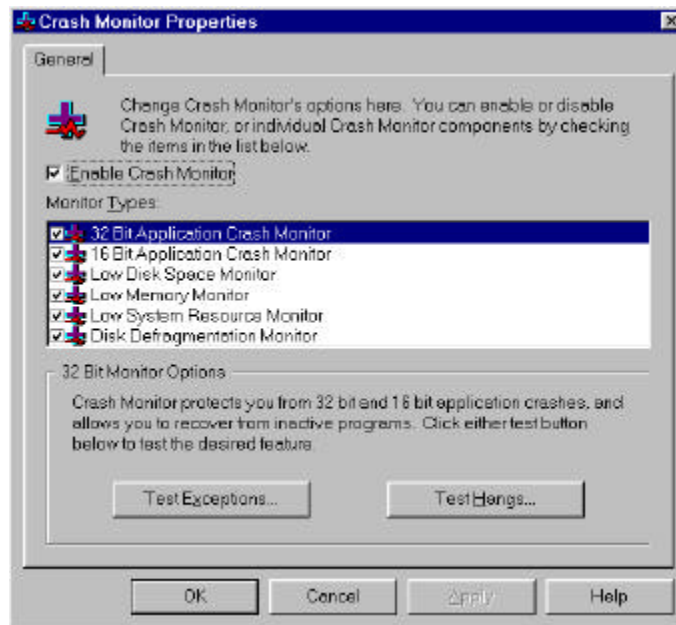 Crash Monitor Properties
General
Change Crash Monitor's options here. You can enable or disable
Crash Monitor, or individual Crash Monitor components by checking
the items in the list below.
Enable Crash Monitor
Monitor Types:
32 Bit Application Crash Monitor
16 Bit Application Crash Monitor
Low Disk Space Monitor
Low Memory Monitor
Low System Resource Monitor
Disk Defragmentation Monitor
32 Bit Monitor Options
Crash Monitor protects you from 32 bit and 16 bit application crashes, and
allows you to recover from inactive programs. Click either test button
below to test the desired feature.
Test Exceptions... Test Hangs...
OK Cancel Apply Help